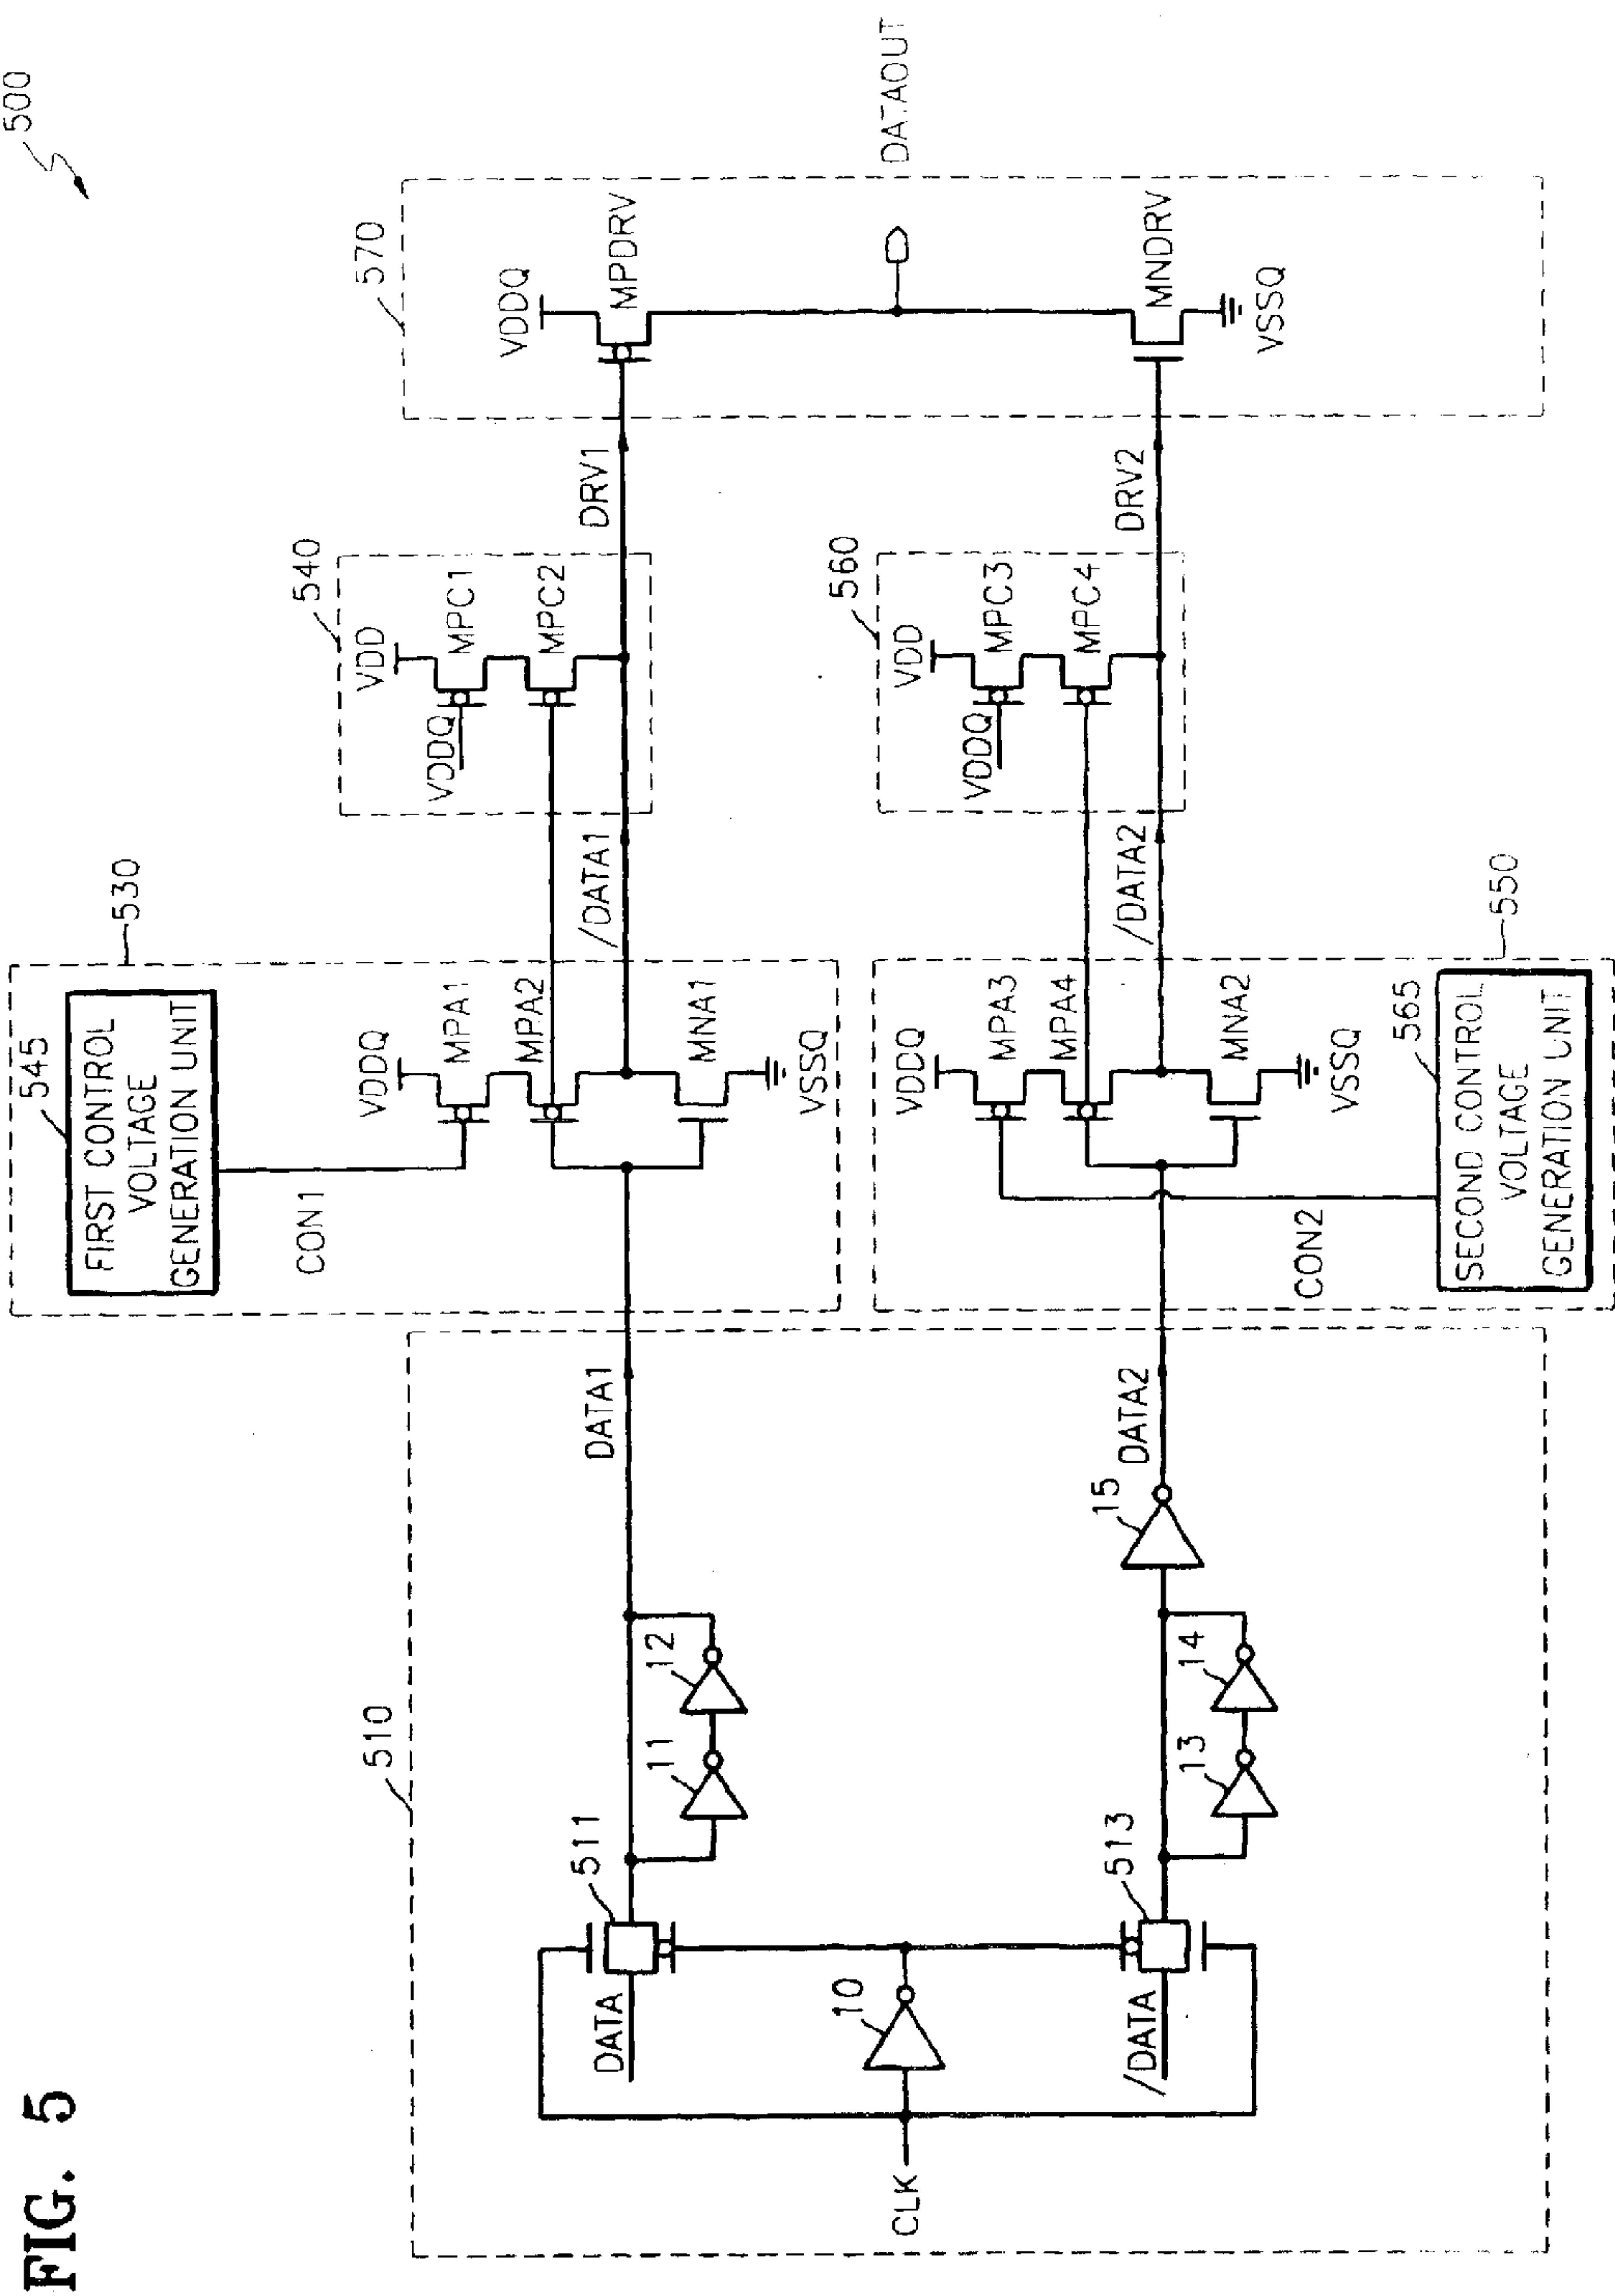 FIG. 5
500
510
CLK
10
DATA
511
11
12
DATA1
/DATA
513
13
14
15
DATA2
530
545
FIRST CONTROL
VOLTAGE
GENERATION UNIT
CON1
VDDQ
MPA1
MPA2
MNA1
VSSQ
/DATA1
540
VDD
VDDQ
MPC1
MPC2
DRV1
550
VDDQ
MPA3
MPA4
MNA2
VSSQ
CON2
565
SECOND CONTROL
VOLTAGE
GENERATION UNIT
/DATA2
560
VDD
VDDQ
MPC3
MPC4
DRV2
570
VDDQ
MPDRV
MNDRV
VSSQ
DATAOUT